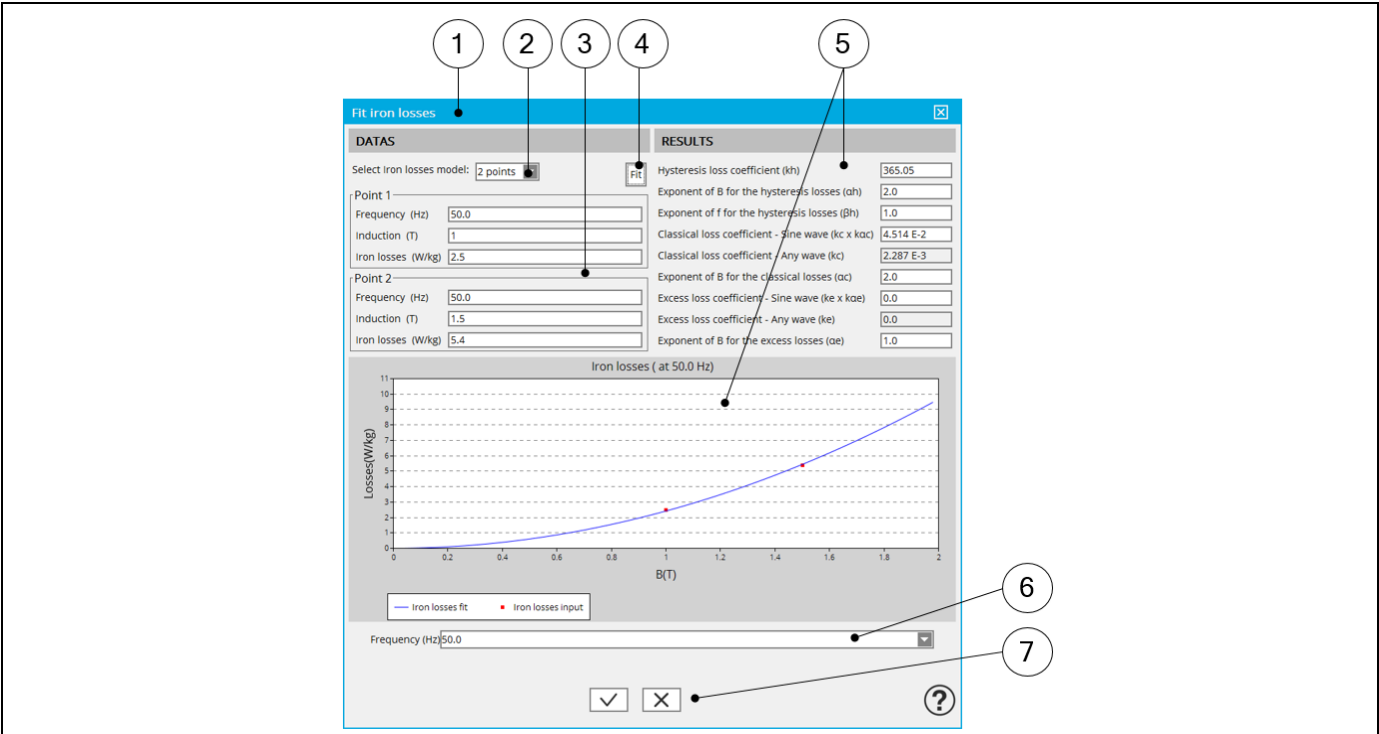 1 2 3 4 5
Fit iron losses
DATAS
Select Iron losses model: 2 points Fit
Point 1
Frequency (Hz) 50.0
Induction (T) 1
Iron losses (W/kg) 2.5
Point 2
Frequency (Hz) 50.0
Induction (T) 1.5
Iron losses (W/kg) 5.4
RESULTS
Hysteresis loss coefficient (kh) 365.05
Exponent of B for the hysteresis losses (αh) 2.0
Exponent of f for the hysteresis losses (βh) 1.0
Classical loss coefficient - Sine wave (kc x kαc) 4.514 E-2
Classical loss coefficient - Any wave (kc) 2.287 E-3
Exponent of B for the classical losses (αc) 2.0
Excess loss coefficient - Sine wave (ke x kαe) 0.0
Excess loss coefficient - Any wave (ke) 0.0
Exponent of B for the excess losses (αe) 1.0
Iron losses ( at 50.0 Hz)
Losses(W/kg)
11
10
9
8
7
6
5
4
3
2
1
0
0 0.2 0.4 0.6 0.8 1 1.2 1.4 1.6 1.8 2
B(T)
Iron losses fit Iron losses input
6
Frequency (Hz) 50.0
7
?